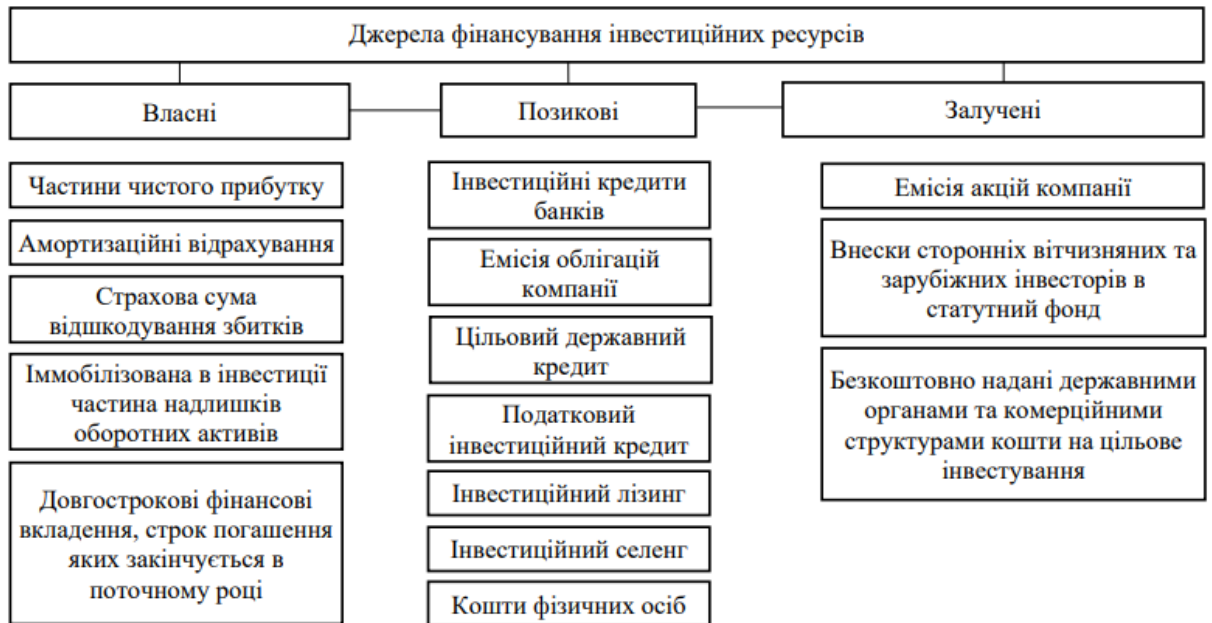 Джерела фінансування інвестиційних ресурсів
Власні
Позикові
Залучені
Частини чистого прибутку
Амортизаційні відрахування
Страхова сума
відшкодування збитків
Іммобілізована в інвестиції
частина надлишків
оборотних активів
Довгострокові фінансові
вкладення, строк погашення
яких закінчується в
поточному році
Інвестиційні кредити
банків
Емісія облігацій
компанії
Цільовий державний
кредит
Податковий
інвестиційний кредит
Інвестиційний лізинг
Інвестиційний селенг
Кошти фізичних осіб
Емісія акцій компанії
Внески сторонніх вітчизняних та
зарубіжних інвесторів в
статутний фонд
Безкоштовно надані державними
органами та комерційними
структурами кошти на цільове
інвестування